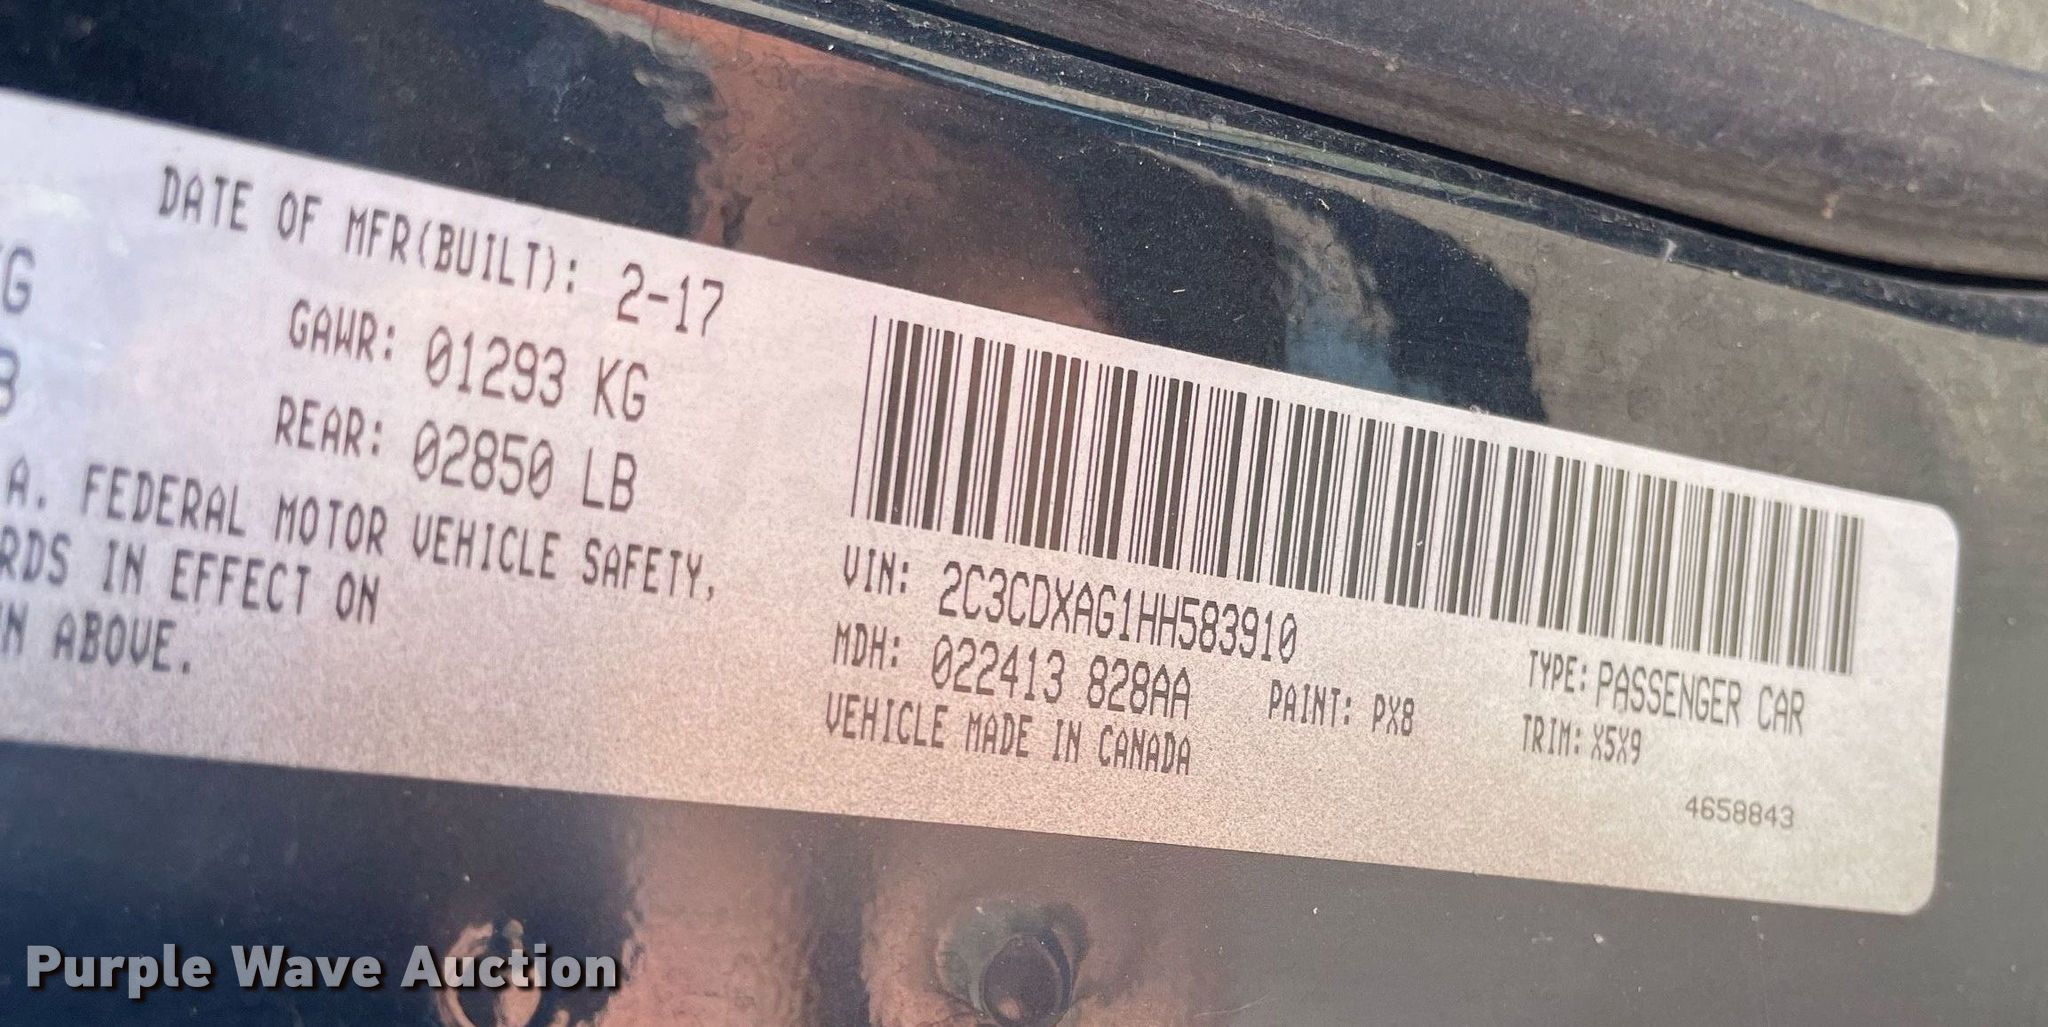 DATE OF MFR(BUILT): 2-17
GAWR: 01293 KG
REAR: 02850 LB
A. FEDERAL MOTOR VEHICLE SAFETY,
RDS IN EFFECT ON
N ABOVE.
G
VIN: 2C3CDXAG1HH583910
TYPE: PASSENGER CAR
MDH: 022413 828AA
PAINT: PX8
TRIM: X5X9
VEHICLE MADE IN CANADA
4658843
Purple Wave Auction